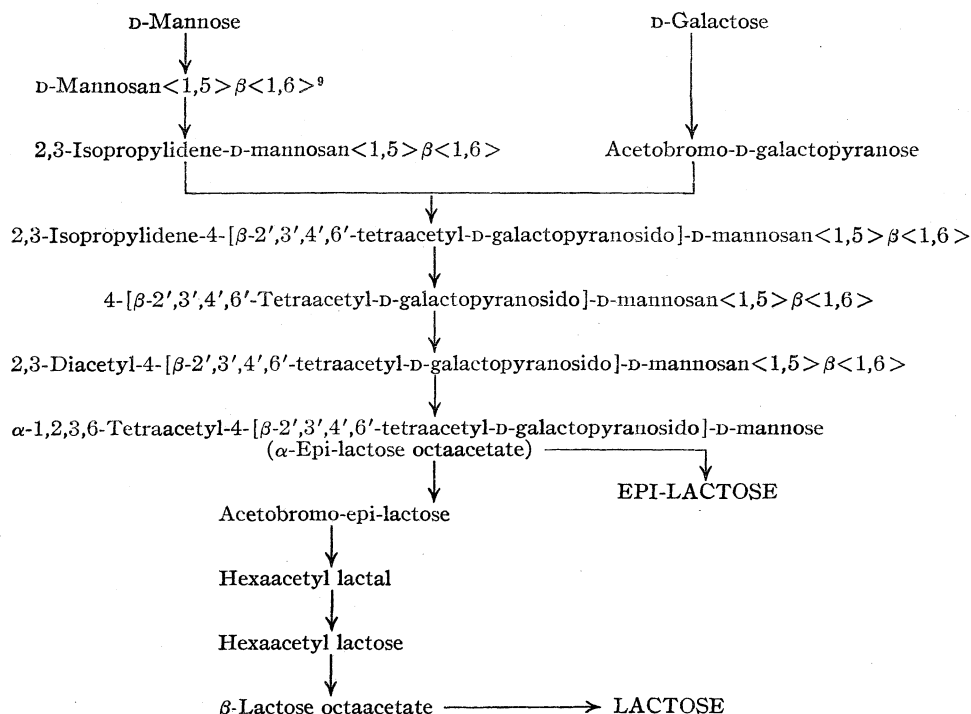 D-Mannose
D-Galactose
D-Mannosan<1,5>β<1,6>⁹
2,3-Isopropylidene-D-mannosan<1,5>β<1,6>
Acetobromo-D-galactopyranose
2,3-Isopropylidene-4-[β-2′,3′,4′,6′-tetraacetyl-D-galactopyranosido]-D-mannosan<1,5>β<1,6>
4-[β-2′,3′,4′,6′-Tetraacetyl-D-galactopyranosido]-D-mannosan<1,5>β<1,6>
2,3-Diacetyl-4-[β-2′,3′,4′,6′-tetraacetyl-D-galactopyranosido]-D-mannosan<1,5>β<1,6>
α-1,2,3,6-Tetraacetyl-4-[β-2′,3′,4′,6′-tetraacetyl-D-galactopyranosido]-D-mannose
(α-Epi-lactose octaacetate)
EPI-LACTOSE
Acetobromo-epi-lactose
Hexaacetyl lactal
Hexaacetyl lactose
β-Lactose octaacetate
LACTOSE